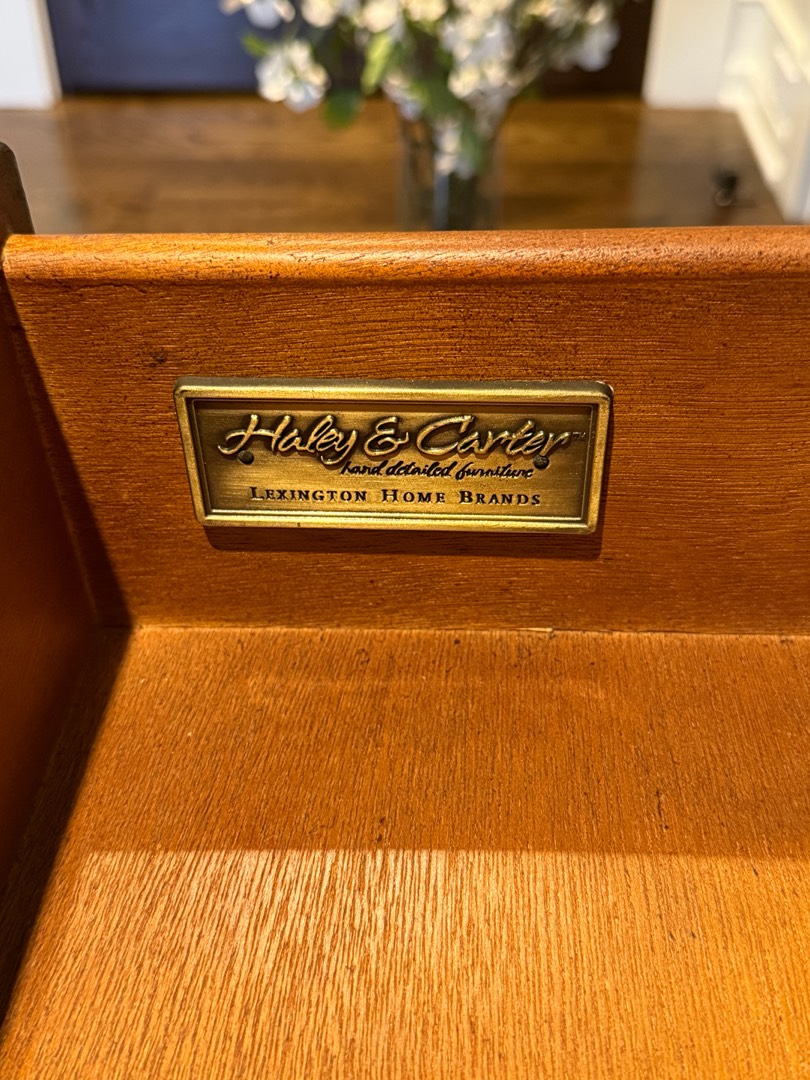 Haley & Carter™
hand detailed furniture
LEXINGTON HOME BRANDS